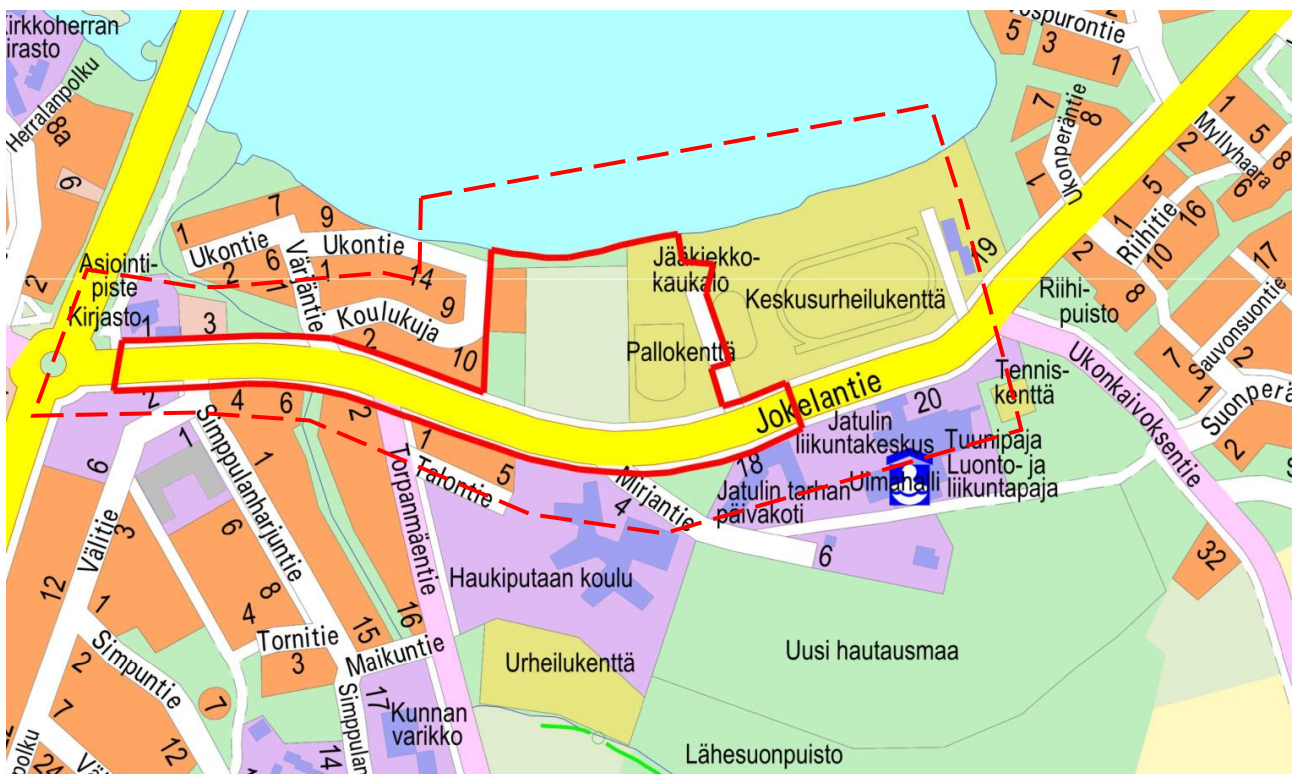 Kirkkoherran
irasto
Herralanpolku
8a
6
2
Asiointi-
piste
Kirjasto
1
3
1
7
9
Ukontie
Ukontie
2
6
7
1
14
Värjäntie
9
Koulukuja
2
10
Jääkiekko-
kaukalo
Keskusurheilukenttä
Pallokenttä
19
Jokelantie
5
3
1
7
8
1
Ukonperäntie
2
Myllyhaara
1
5
8
6
2
5
16
1
Riihitie
10
8
2
Riihi-
puisto
17
Sauvonsuontie
7
2
1
2
Ukonkaivoksentie
Tennis-
kenttä
20
Jatulin
liikuntakeskus
Tuunipaja
Luonto- ja
liikuntapaja
Uimahalli
18
Jatulin tarhan
päiväkoti
Mirjantie
4
6
32
2
4
6
2
1
5
Talontie
1
1
6
Simppulanharjuntie
6
8
4
15
16
Torpanmäentie
Välitie
3
12
1
2
Simpuntie
7
12
7
Tornitie
3
Maikuntie
17
Kunnan
varikko
14
24
Haukiputaan koulu
Urheilukenttä
Uusi hautausmaa
Lähesuonpuisto